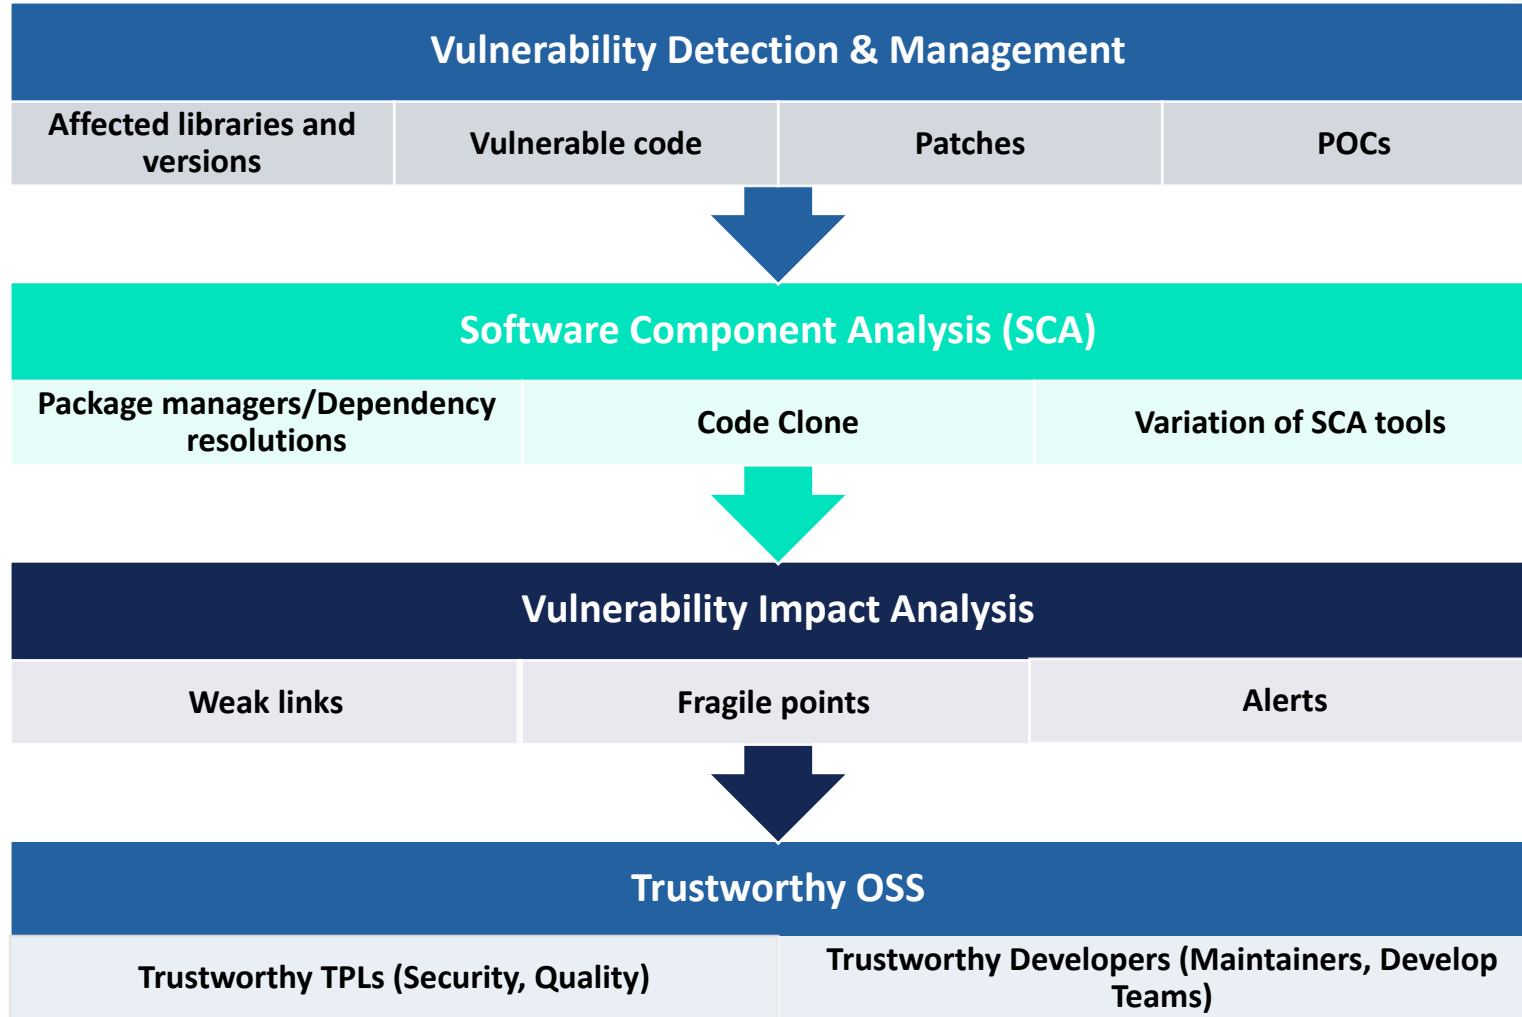 Vulnerability Detection & Management
Affected libraries and
versions
Vulnerable code
Patches
POCs
Software Component Analysis (SCA)
Package managers/Dependency
resolutions
Code Clone
Variation of SCA tools
Vulnerability Impact Analysis
Weak links
Fragile points
Alerts
Trustworthy OSS
Trustworthy TPLs (Security, Quality)
Trustworthy Developers (Maintainers, Develop
Teams)